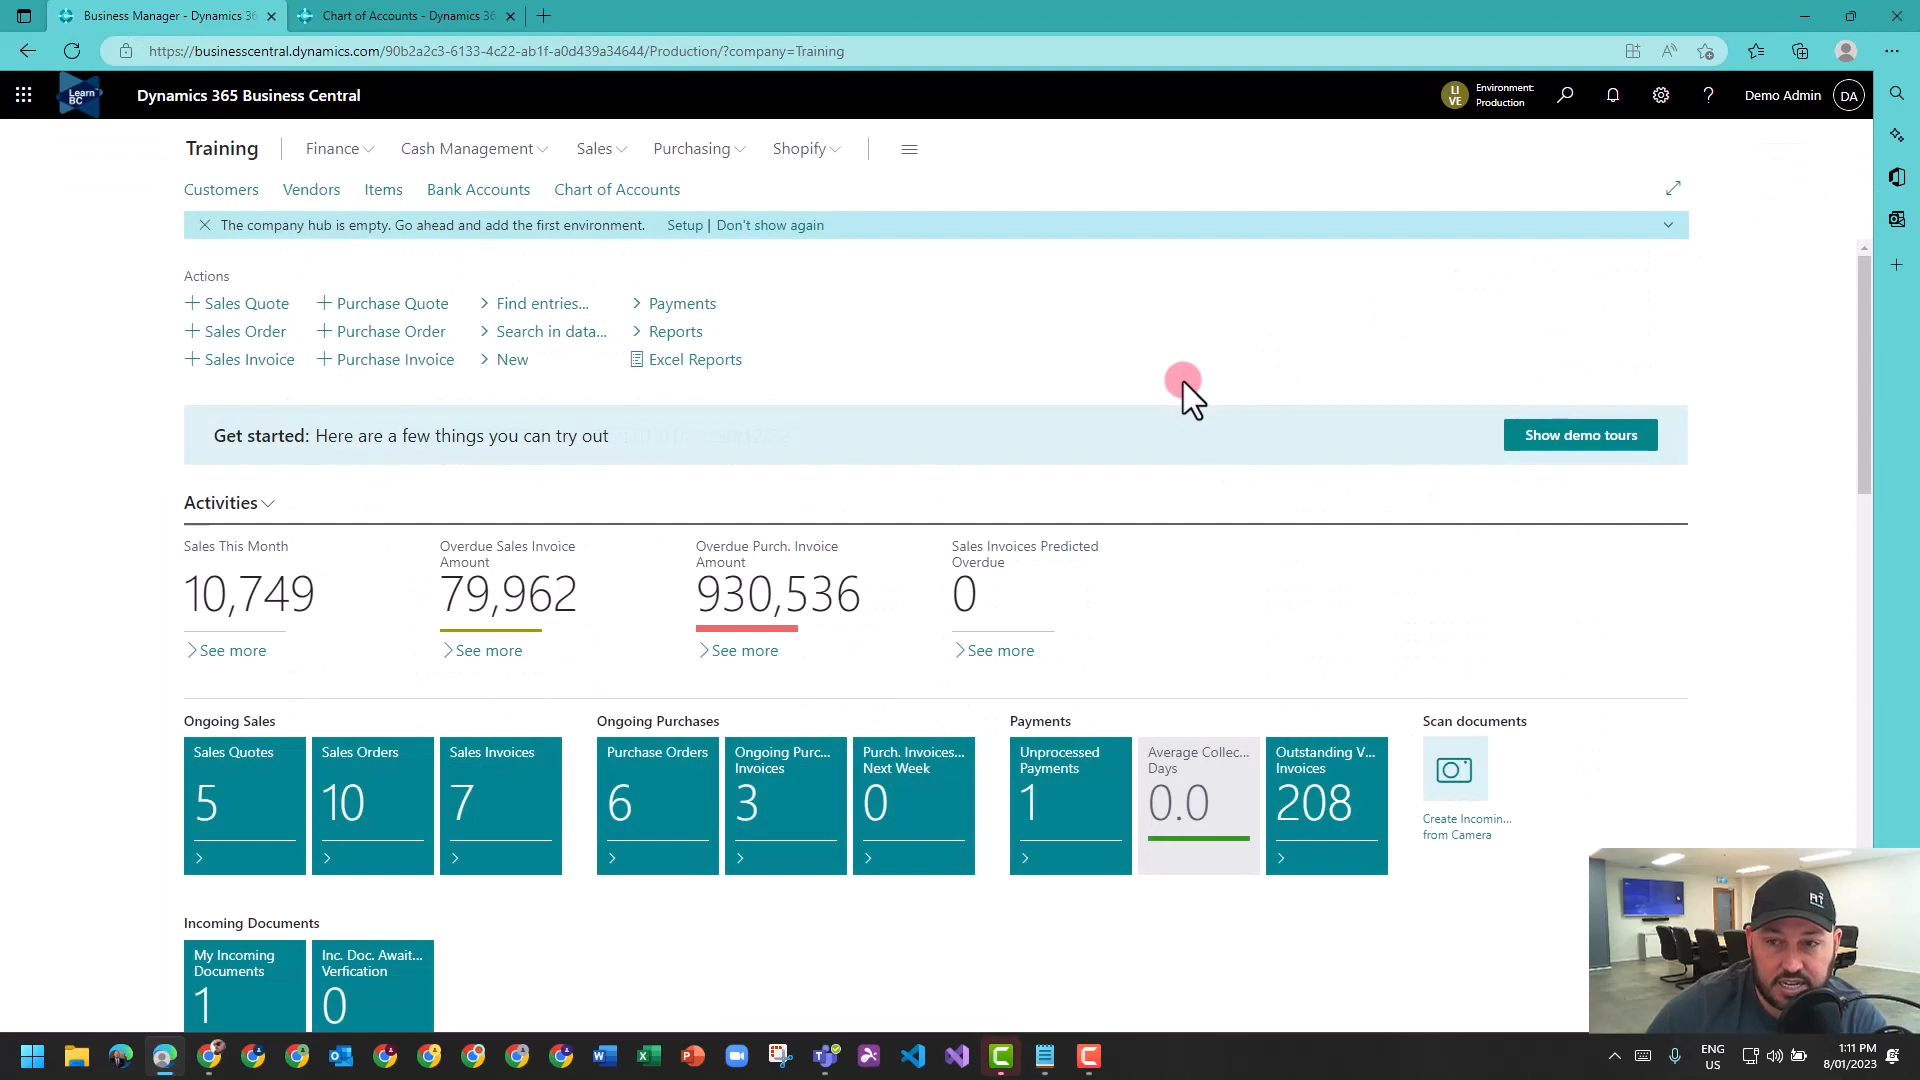 Business Manager - Dynamics 36
Chart of Accounts - Dynamics 36
https://businesscentral.dynamics.com/90b2a2c3-6133-4c22-ab1f-a0d439a34644/Production/?company=Training
Learn BC
Dynamics 365 Business Central
LI VE
Environment:
Production
Demo Admin
DA
Training
Finance
Cash Management
Sales
Purchasing
Shopify
Customers
Vendors
Items
Bank Accounts
Chart of Accounts
The company hub is empty. Go ahead and add the first environment. Setup | Don't show again
Actions
Sales Quote
Purchase Quote
Find entries...
Payments
Sales Order
Purchase Order
Search in data...
Reports
Sales Invoice
Purchase Invoice
New
Excel Reports
Get started: Here are a few things you can try out
Show demo tours
Activities
Sales This Month
10,749
See more
Overdue Sales Invoice
Amount
79,962
See more
Overdue Purch. Invoice
Amount
930,536
See more
Sales Invoices Predicted
Overdue
0
See more
Ongoing Sales
Sales Quotes
5
Sales Orders
10
Sales Invoices
7
Ongoing Purchases
Purchase Orders
6
Ongoing Purc...
Invoices
3
Purch. Invoices...
Next Week
0
Payments
Unprocessed
Payments
1
Average Collec...
Days
0.0
Outstanding V...
Invoices
208
Scan documents
Create Incomin...
from Camera
Incoming Documents
My Incoming
Documents
1
Inc. Doc. Await...
Verfication
0
ENG
US
1:11 PM
8/01/2023